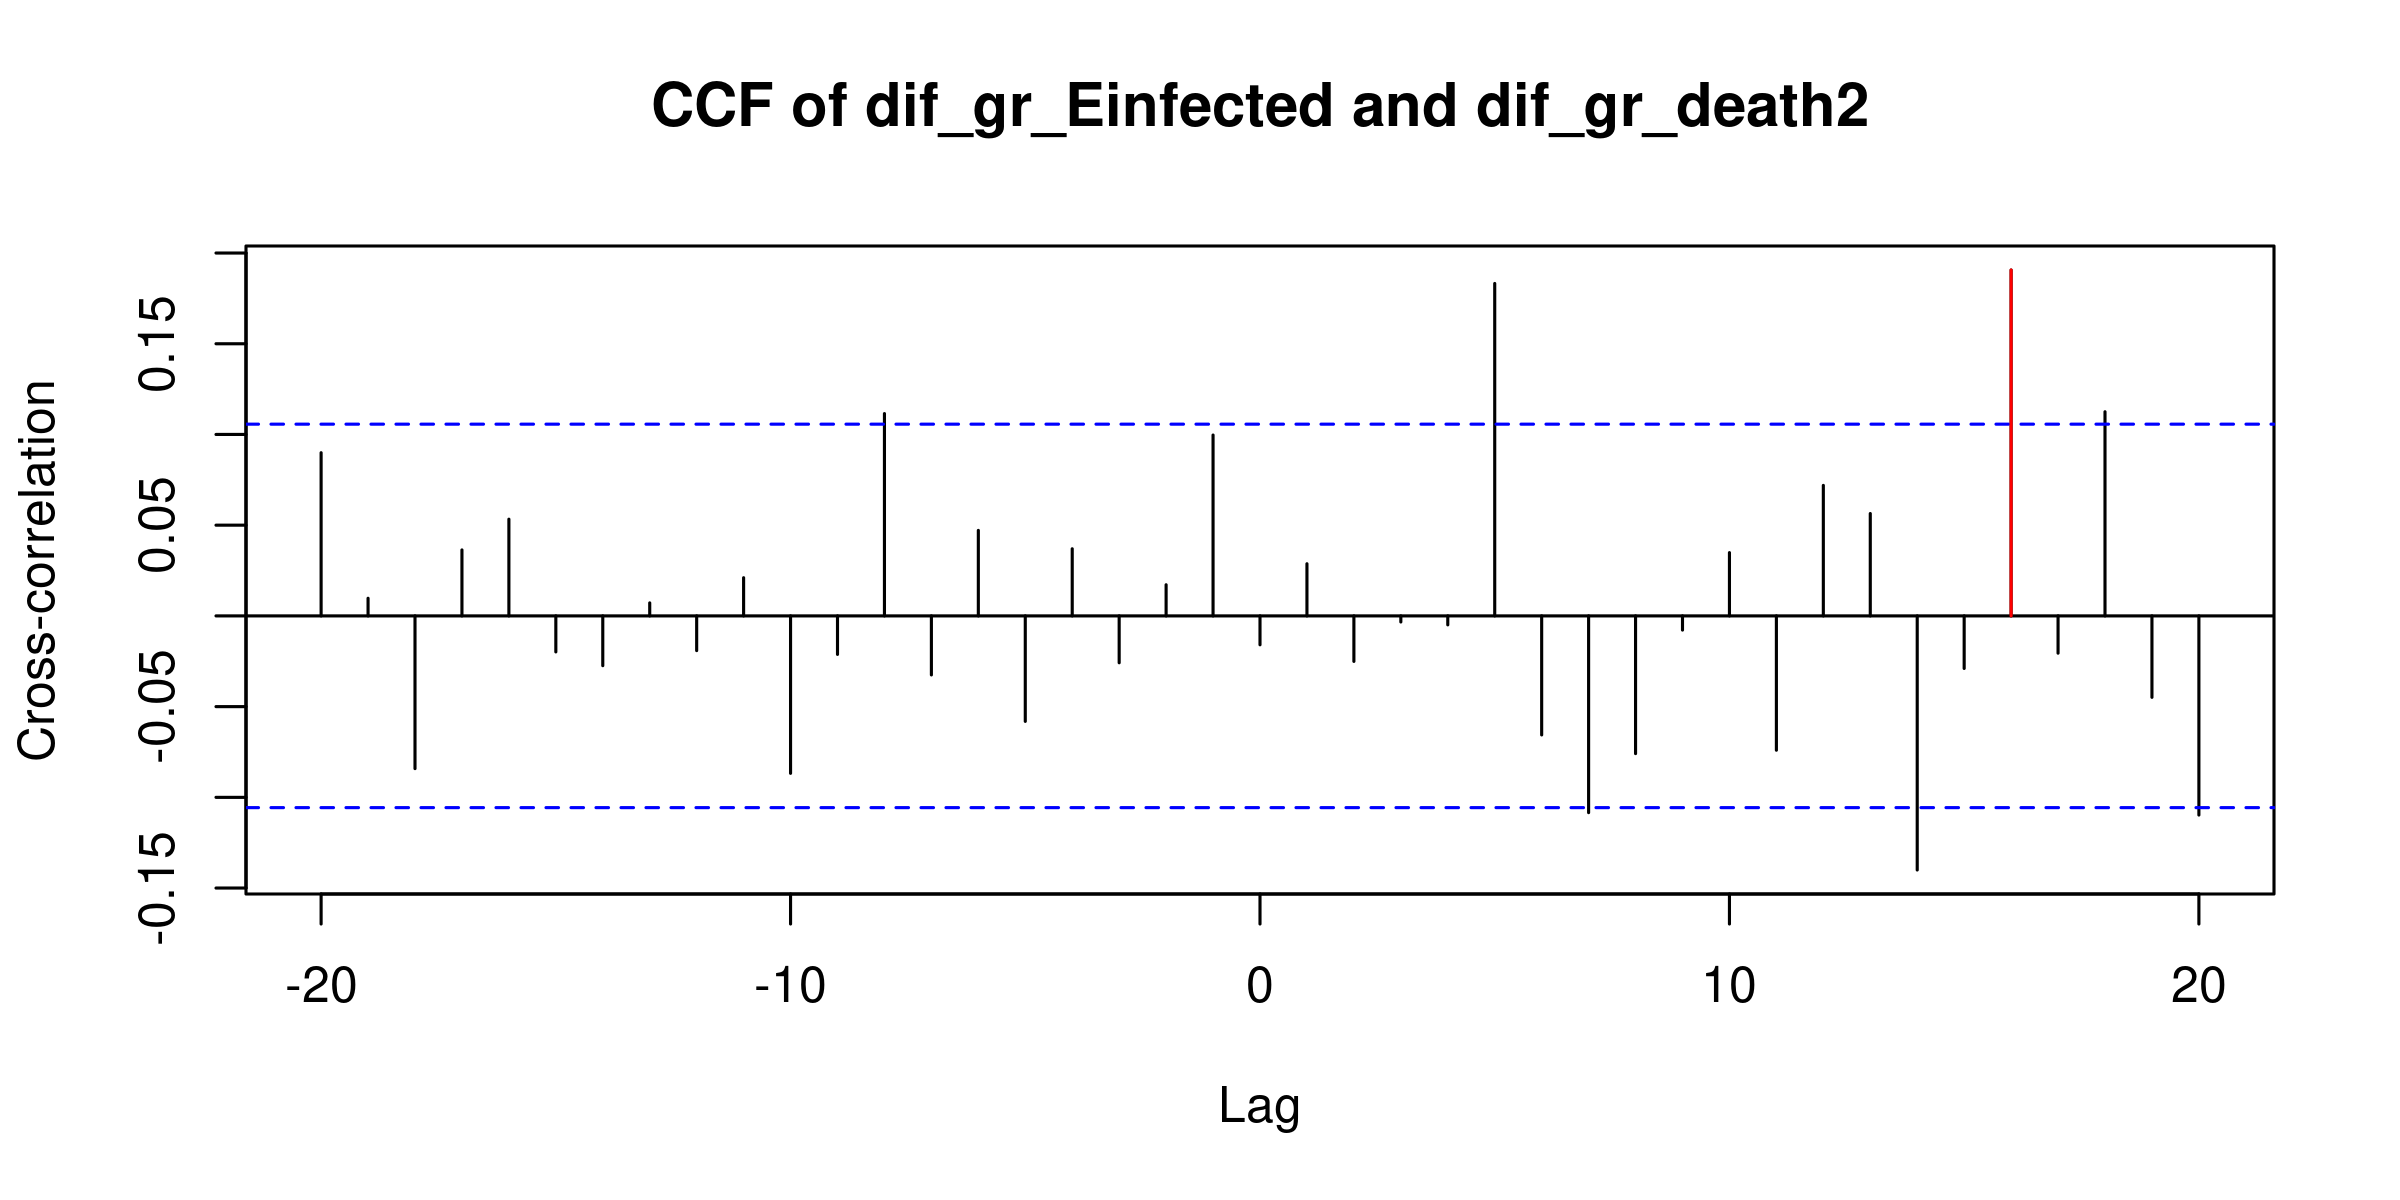 CCF of dif_gr_Einfected and dif_gr_death2
Cross-correlation
0.15
0.05
-0.05
-0.15
-20 -10 0 10 20
Lag